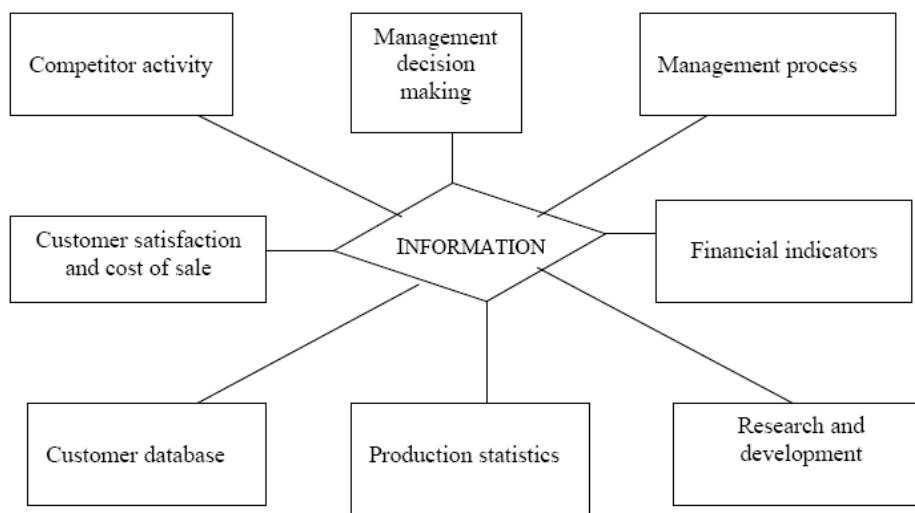 Competitor activity
Management
decision
making
Management process
Customer satisfaction
and cost of sale
INFORMATION
Financial indicators
Customer database
Production statistics
Research and
development